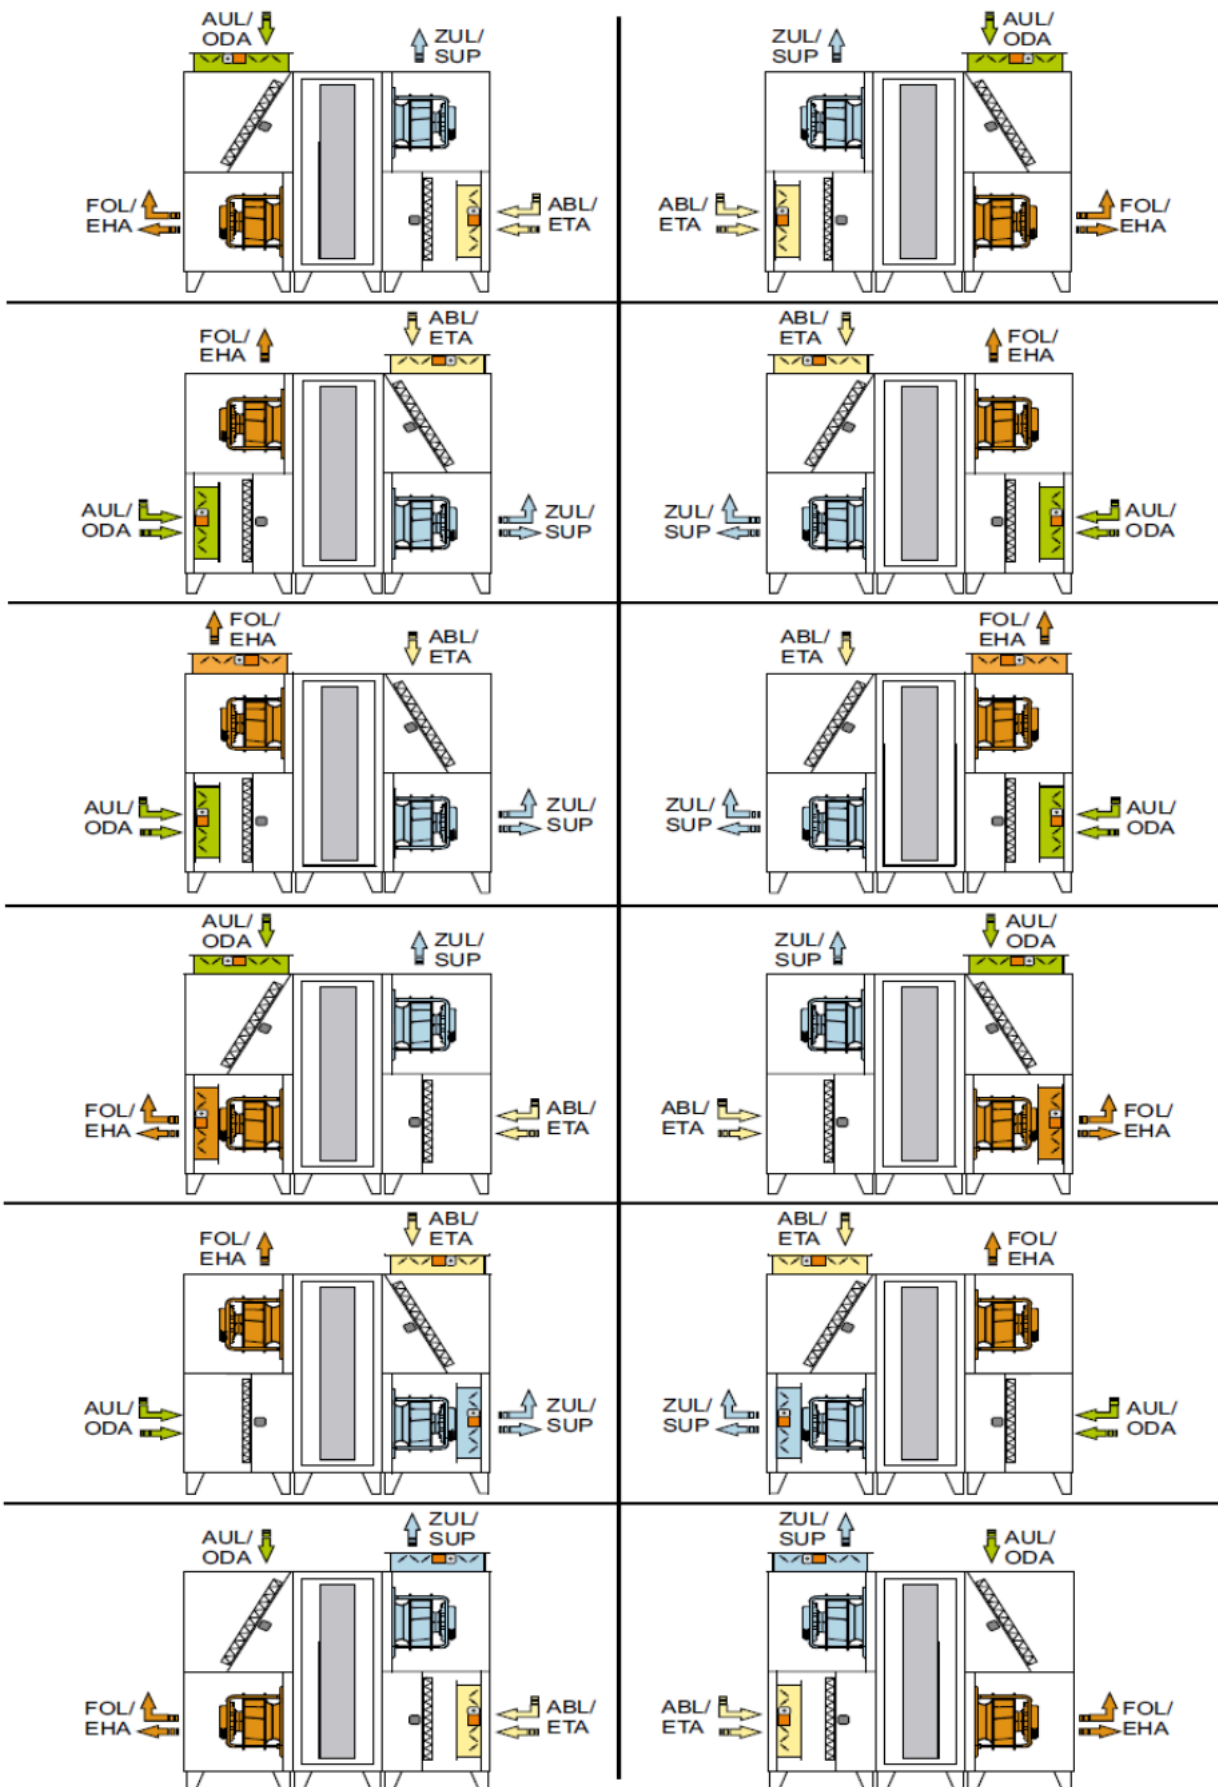 AUL/
ODA
ZUL/
SUP
FOL/
EHA
ABL/
ETA
ZUL/
SUP
AUL/
ODA
ABL/
ETA
FOL/
EHA
FOL/
EHA
ABL/
ETA
AUL/
ODA
ZUL/
SUP
ABL/
ETA
FOL/
EHA
ZUL/
SUP
AUL/
ODA
FOL/
EHA
ABL/
ETA
AUL/
ODA
ZUL/
SUP
ABL/
ETA
FOL/
EHA
ZUL/
SUP
AUL/
ODA
AUL/
ODA
ZUL/
SUP
FOL/
EHA
ABL/
ETA
ZUL/
SUP
AUL/
ODA
ABL/
ETA
FOL/
EHA
FOL/
EHA
ABL/
ETA
AUL/
ODA
ZUL/
SUP
ABL/
ETA
FOL/
EHA
ZUL/
SUP
AUL/
ODA
AUL/
ODA
ZUL/
SUP
FOL/
EHA
ABL/
ETA
ZUL/
SUP
AUL/
ODA
ABL/
ETA
FOL/
EHA